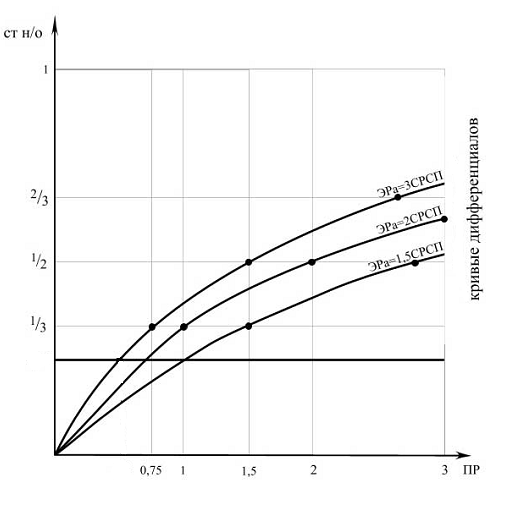 ст н/о
1
2/3
1/2
1/3
ЭРа=3СРСП
ЭРа=2СРСП
ЭРа=1,5СРСП
кривые дифференциалов
0,75 1 1,5 2 3 ПР